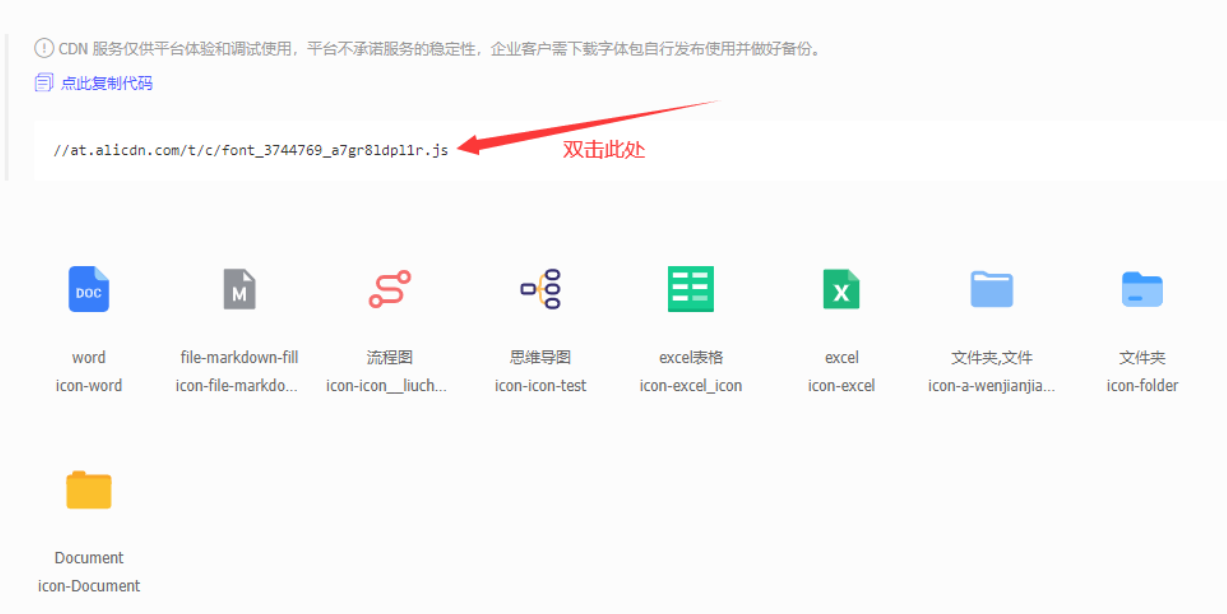 CDN 服务仅供平台体验和调试使用，平台不承诺服务的稳定性，企业客户需下载字体包自行发布使用并做好备份。
点此复制代码
//at.alicdn.com/t/c/font_3744769_a7gr8ldpl1r.js
双击此处
DOC
M
X
word
file-markdown-fill
流程图
思维导图
excel表格
excel
文件夹,文件
文件夹
icon-word
icon-file-markdo...
icon-icon__liuch...
icon-icon-test
icon-excel_icon
icon-excel
icon-a-wenjianjia...
icon-folder
Document
icon-Document